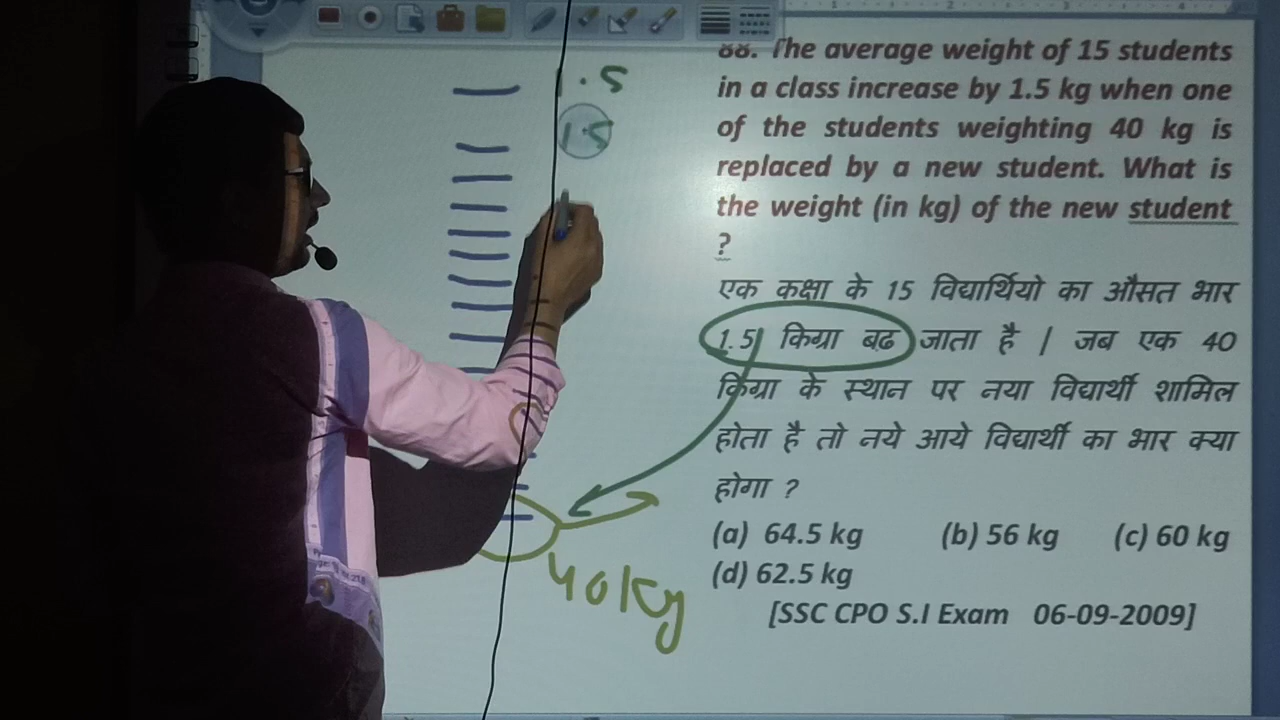 88. The average weight of 15 students
in a class increase by 1.5 kg when one
of the students weighting 40 kg is
replaced by a new student. What is
the weight (in kg) of the new student
?
एक कक्षा के 15 विद्यार्थियो का औसत भार
1.5 किग्रा बढ़ जाता है | जब एक 40
किग्रा के स्थान पर नया विद्यार्थी शामिल
होता है तो नये आये विद्यार्थी का भार क्या
होगा ?
(a) 64.5 kg (b) 56 kg (c) 60 kg
(d) 62.5 kg
[SSC CPO S.I Exam 06-09-2009]
1.5
1.5
40kg